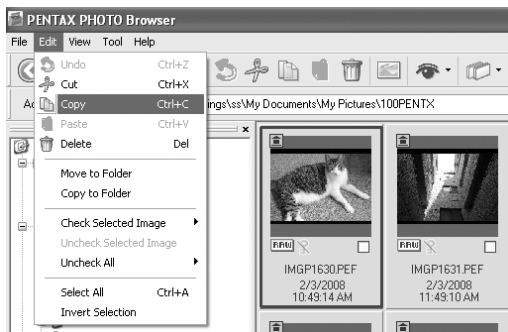 PENTAX PHOTO Browser
File Edit View Tool Help
Undo Ctrl+Z
Cut Ctrl+X
Copy Ctrl+C
Paste Ctrl+V
Delete Del
Move to Folder
Copy to Folder
Check Selected Image
Uncheck Selected Image
Uncheck All
Select All Ctrl+A
Invert Selection
ings\ss\My Documents\My Pictures\100PENTX
RAW
IMGP1630.PEF
2/3/2008
10:49:14 AM
RAW
IMGP1631.PEF
2/3/2008
11:49:10 AM